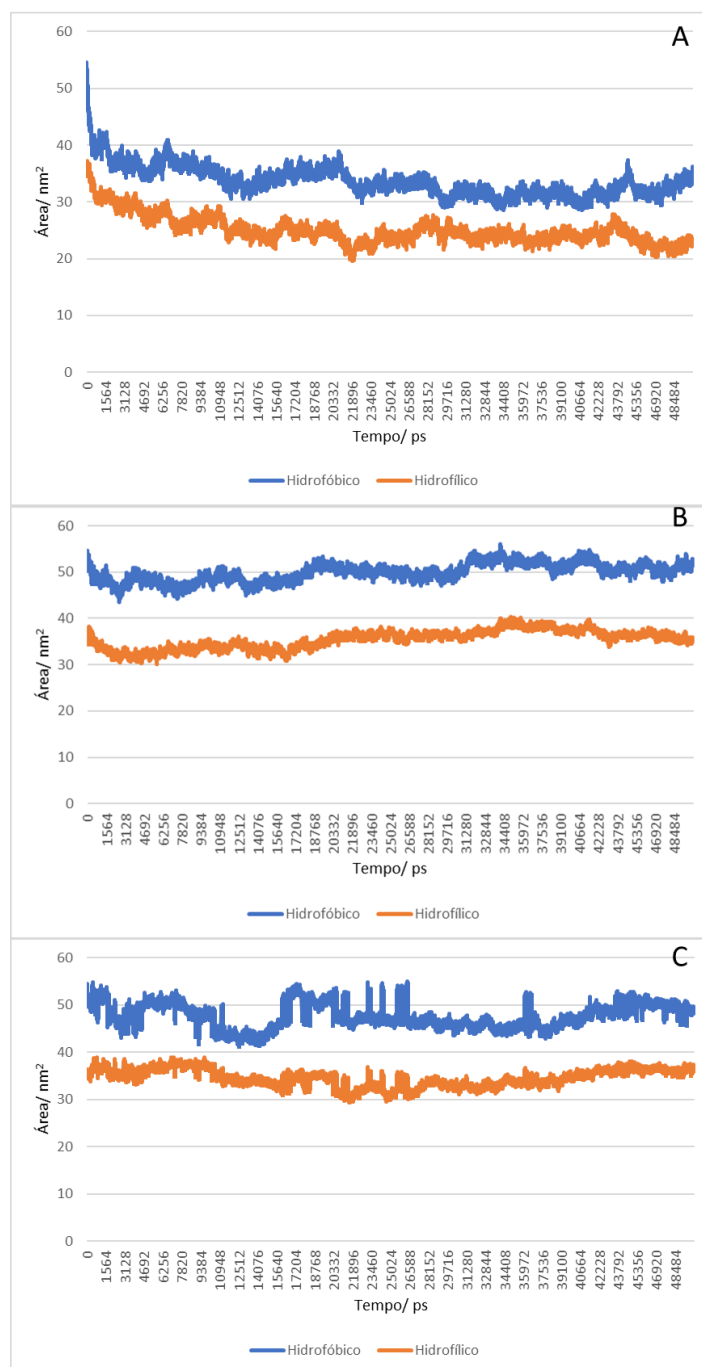 A
60
50
40
30
20
10
0
Área/ nm²
0 1564 3128 4692 6256 7820 9384 10948 12512 14076 15640 17204 18768 20332 21896 23460 25024 26588 28152 29716 31280 32844 34408 35972 37536 39100 40664 42228 43792 45356 46920 48484
Tempo/ ps
Hidrofóbico Hidrofílico
B
60
50
40
30
20
10
0
Área/ nm²
0 1564 3128 4692 6256 7820 9384 10948 12512 14076 15640 17204 18768 20332 21896 23460 25024 26588 28152 29716 31280 32844 34408 35972 37536 39100 40664 42228 43792 45356 46920 48484
Tempo/ ps
Hidrofóbico Hidrofílico
C
60
50
40
30
20
10
0
Área/ nm²
0 1564 3128 4692 6256 7820 9384 10948 12512 14076 15640 17204 18768 20332 21896 23460 25024 26588 28152 29716 31280 32844 34408 35972 37536 39100 40664 42228 43792 45356 46920 48484
Tempo/ ps
Hidrofóbico Hidrofílico